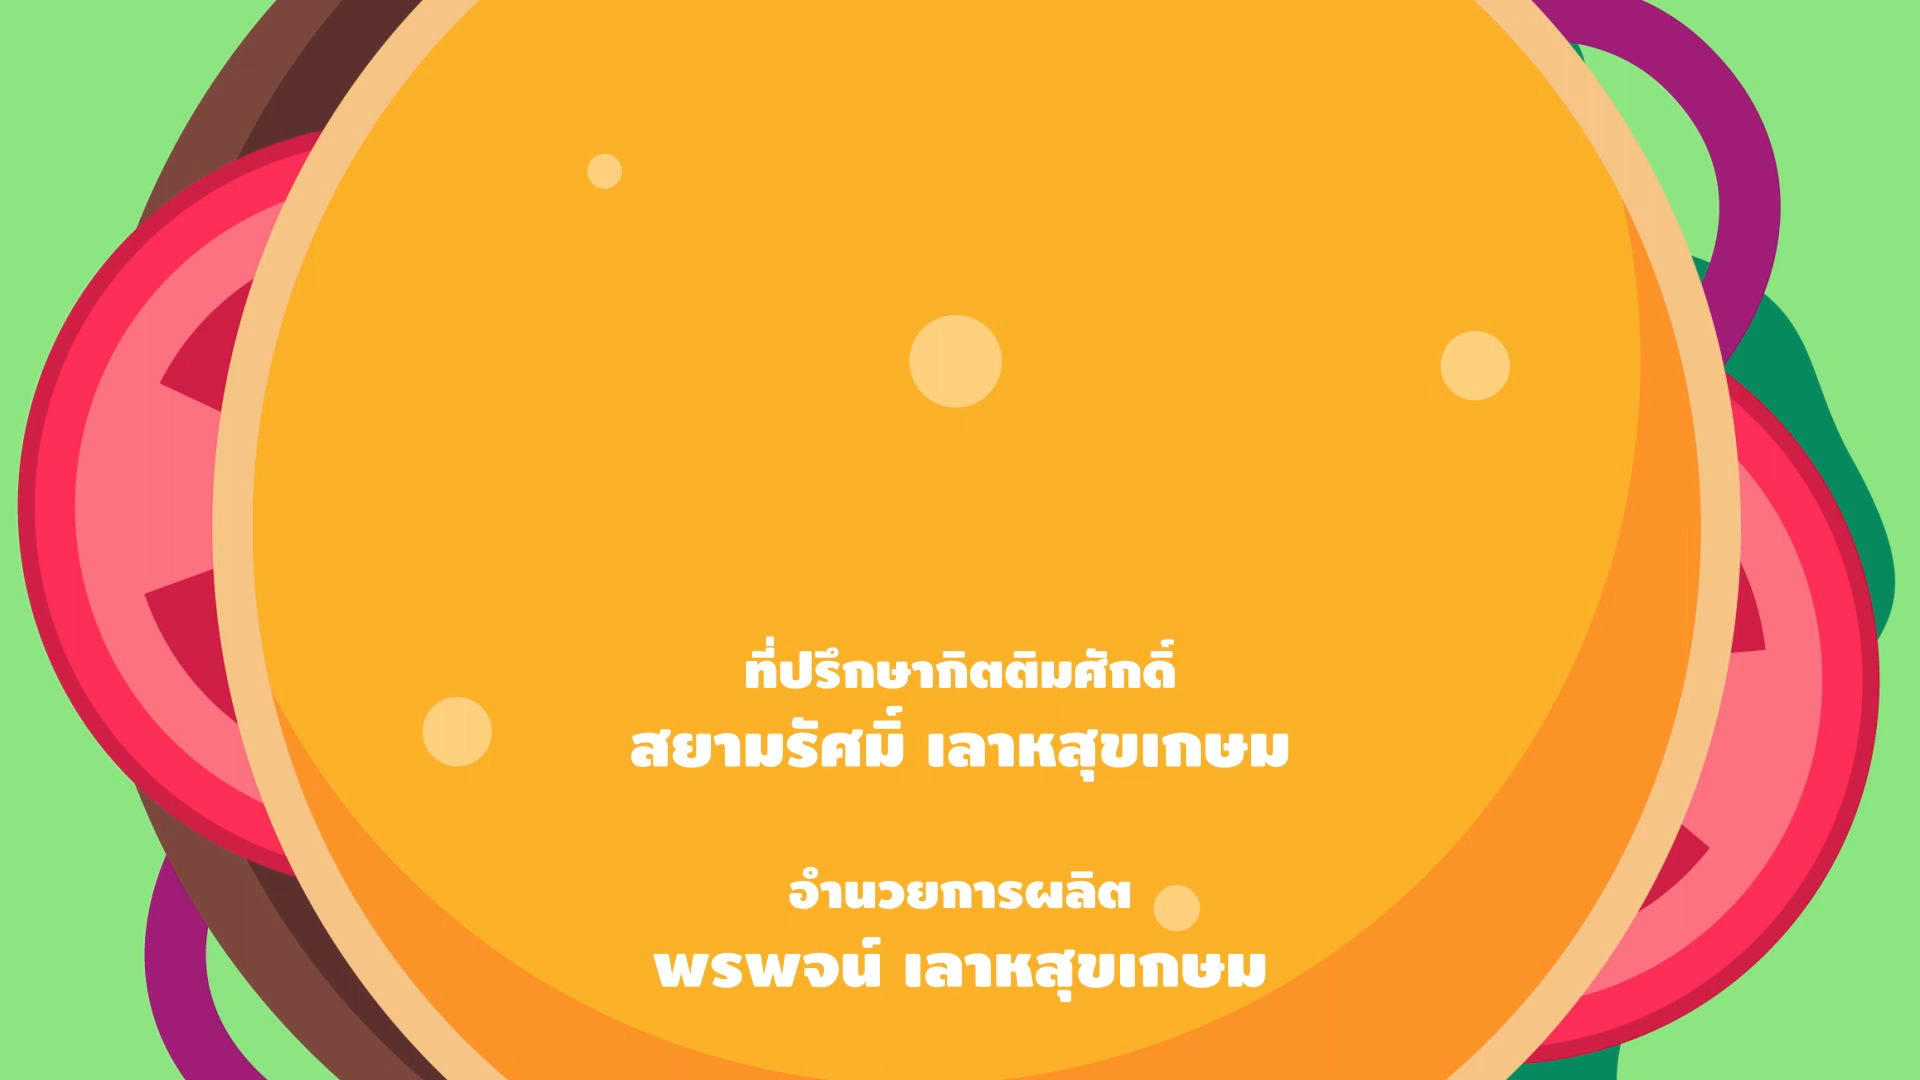 ที่ปรึกษากิตติมศักดิ์
สยามรัศมิ์ เลาหสุขเกษม
อำนวยการผลิต
พรพจน์ เลาหสุขเกษม